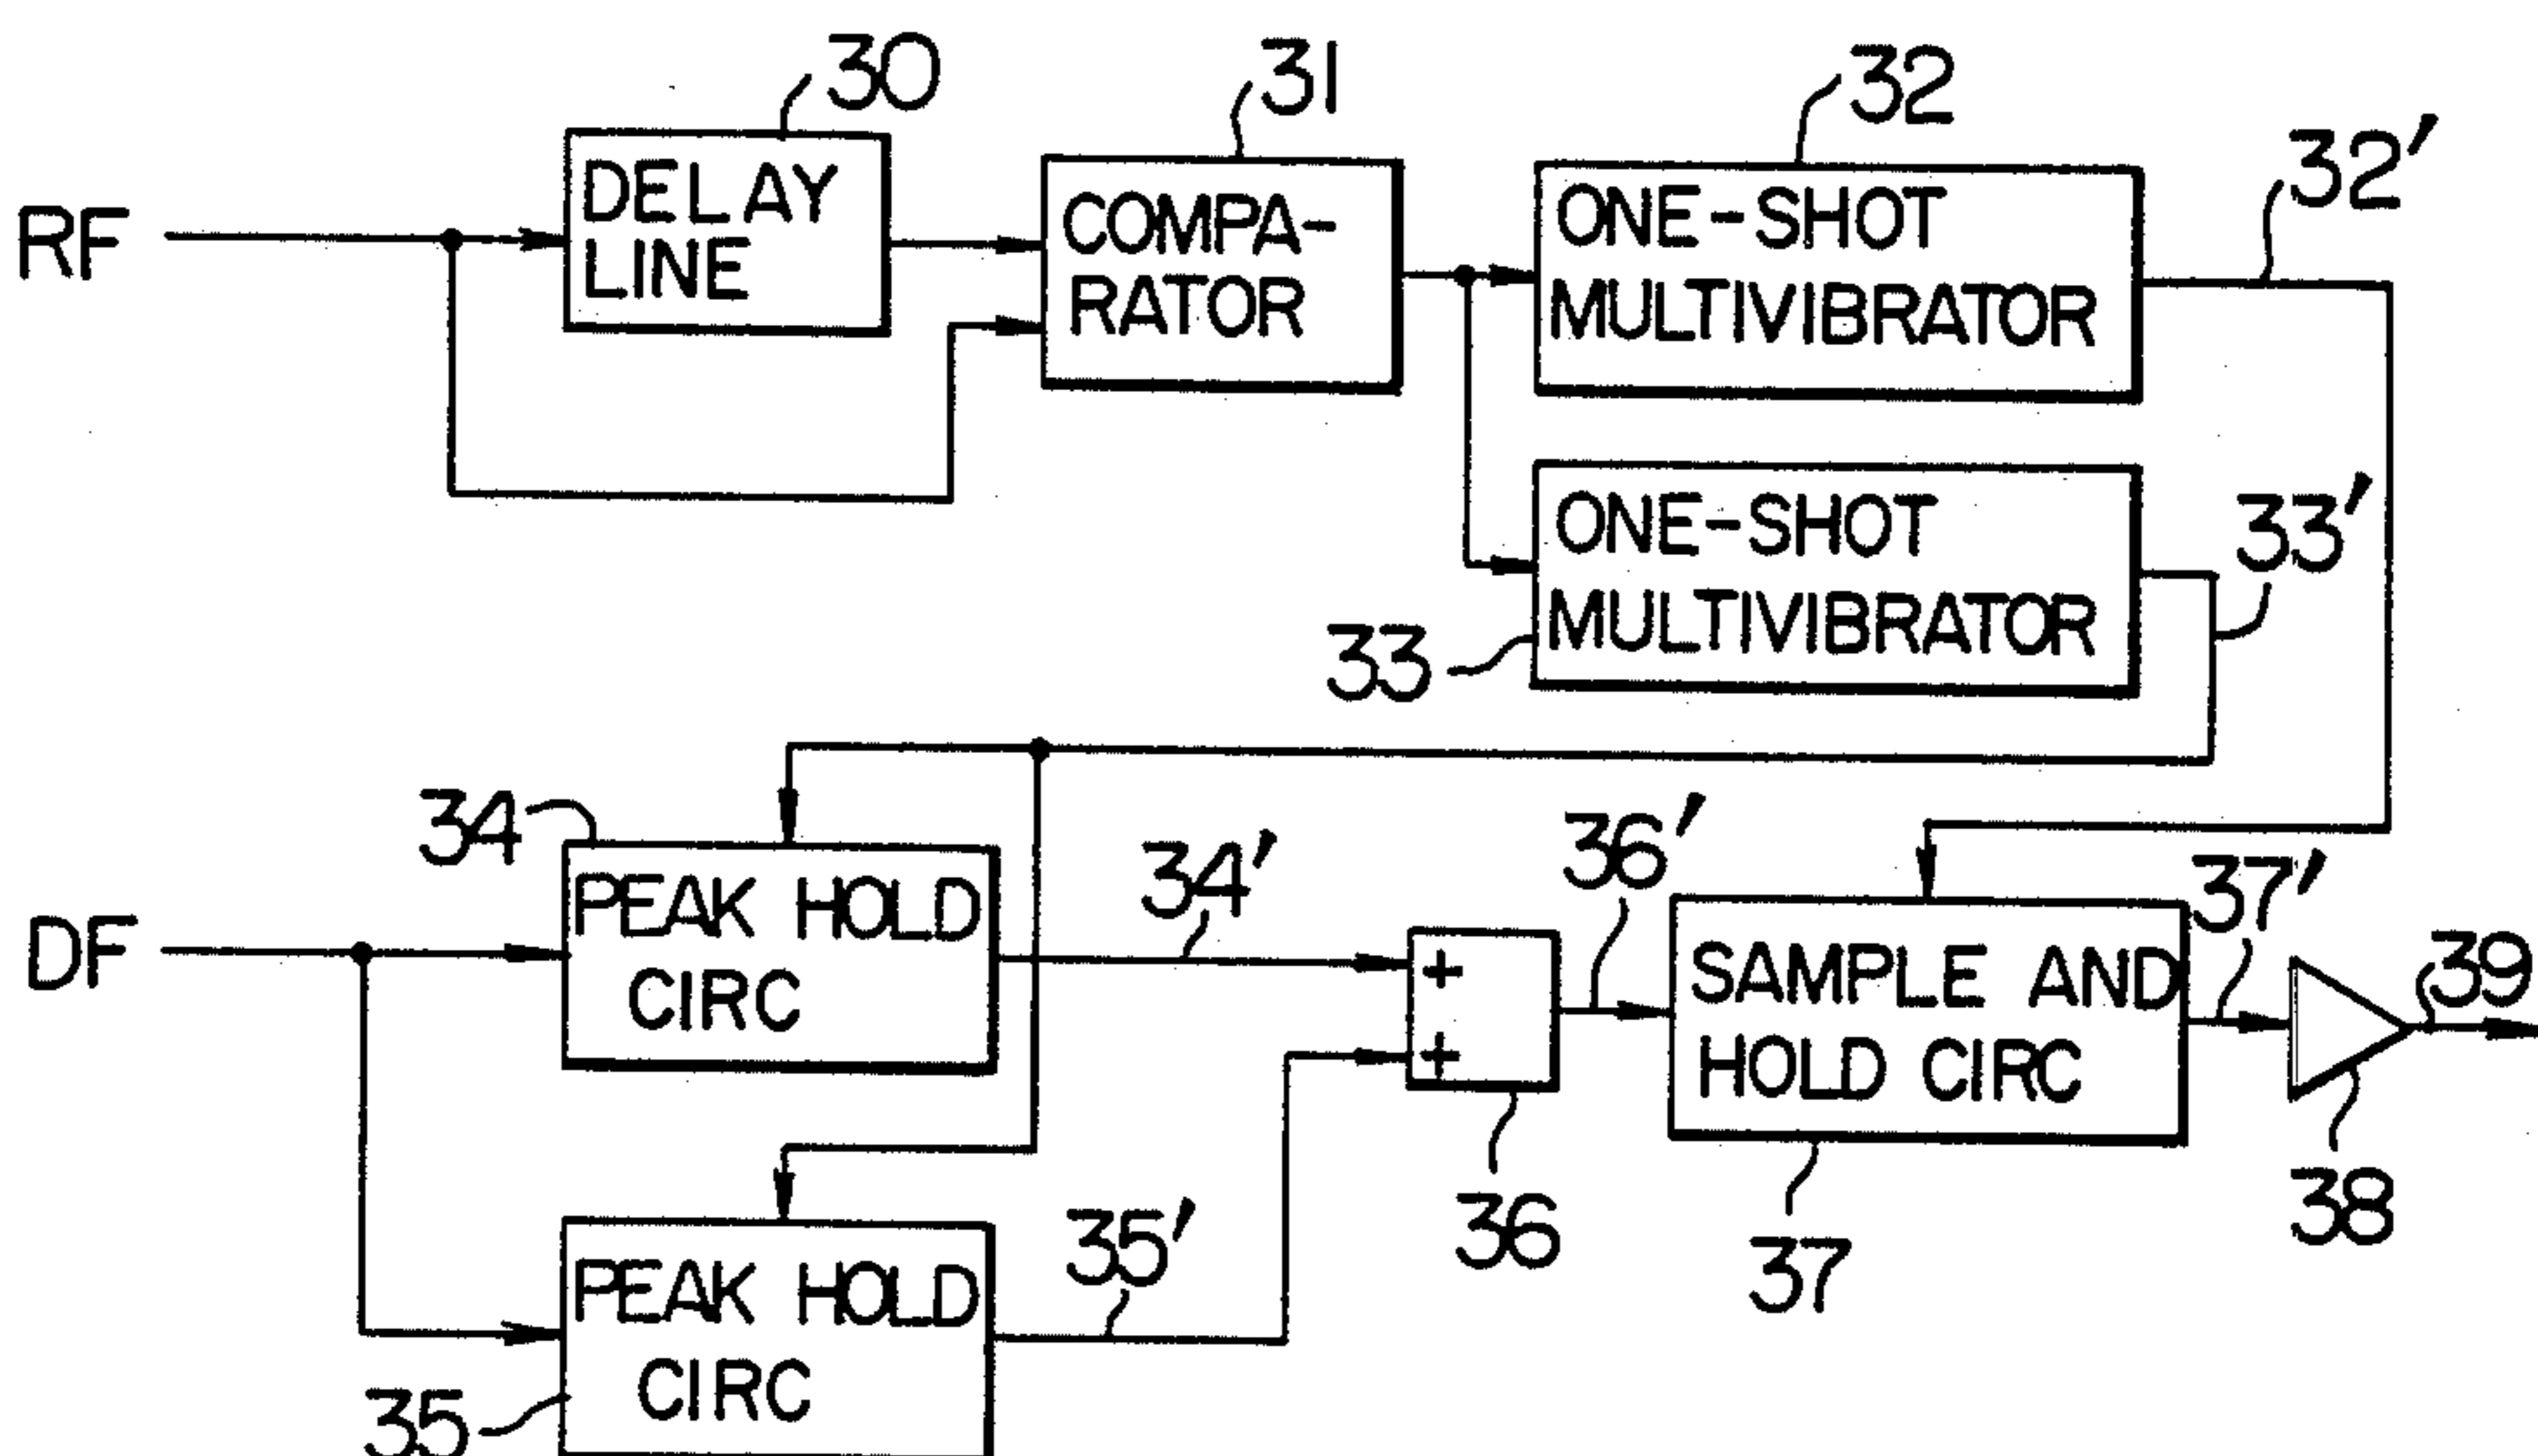 30
31
32
32'
RF
DELAY
LINE
COMPA-
RATOR
ONE-SHOT
MULTIVIBRATOR
ONE-SHOT
MULTIVIBRATOR
33
33'
34
PEAK HOLD
CIRC
34'
36'
37'
39
DF
+
+
SAMPLE AND
HOLD CIRC
36
37
38
35'
PEAK HOLD
CIRC
35